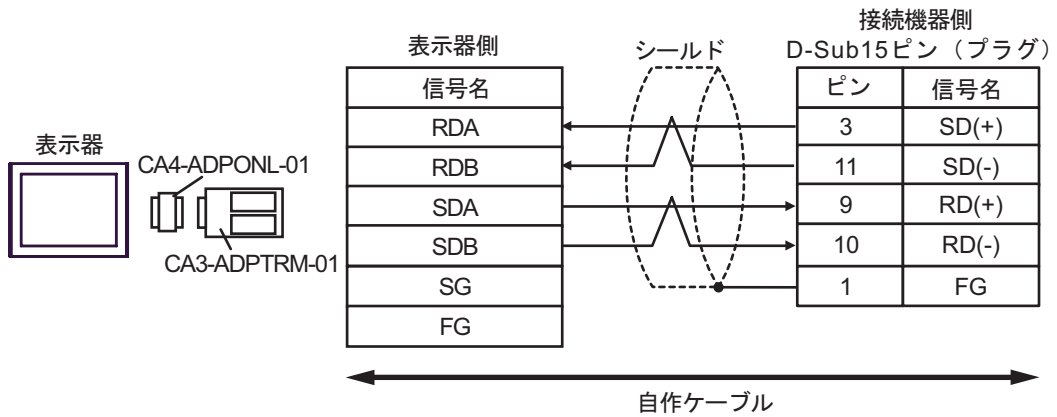 接続機器側
表示器側
シールド
D-Sub15ピン（プラグ）
信号名
ピン 信号名
RDA
3 SD(+)
表示器
CA4-ADPONL-01
RDB
11 SD(-)
SDA
9 RD(+)
SDB
10 RD(-)
CA3-ADPTRM-01
SG
1 FG
FG
自作ケーブル